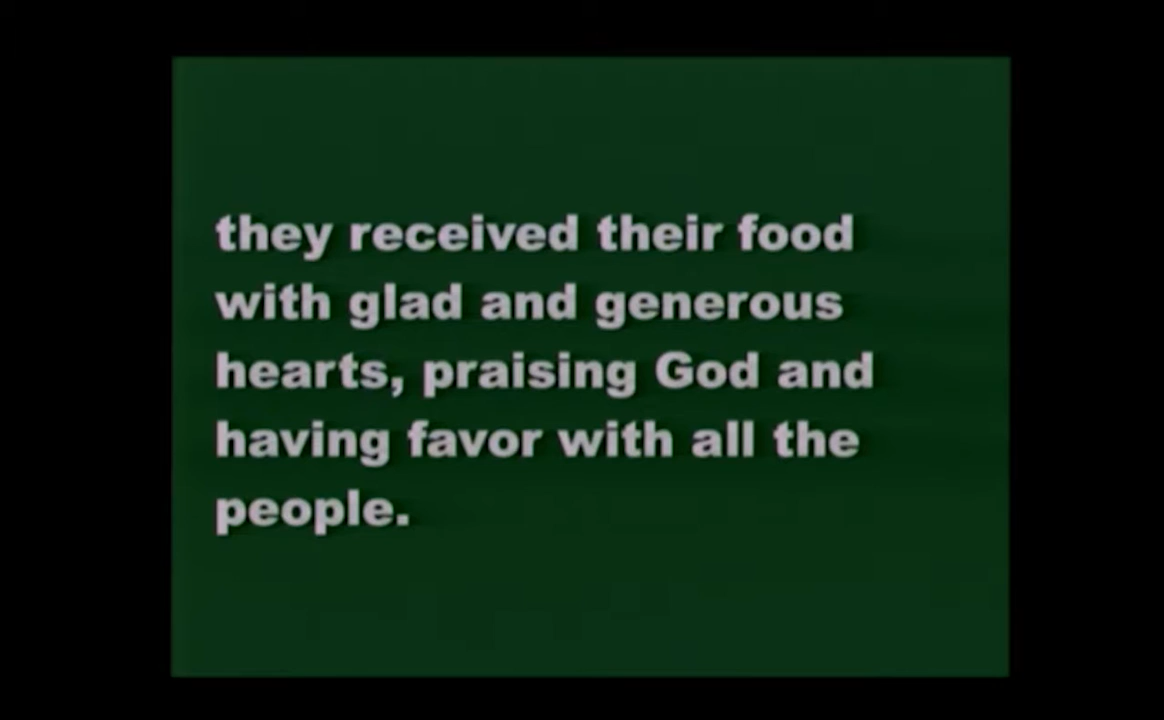 they received their food
with glad and generous
hearts, praising God and
having favor with all the
people.